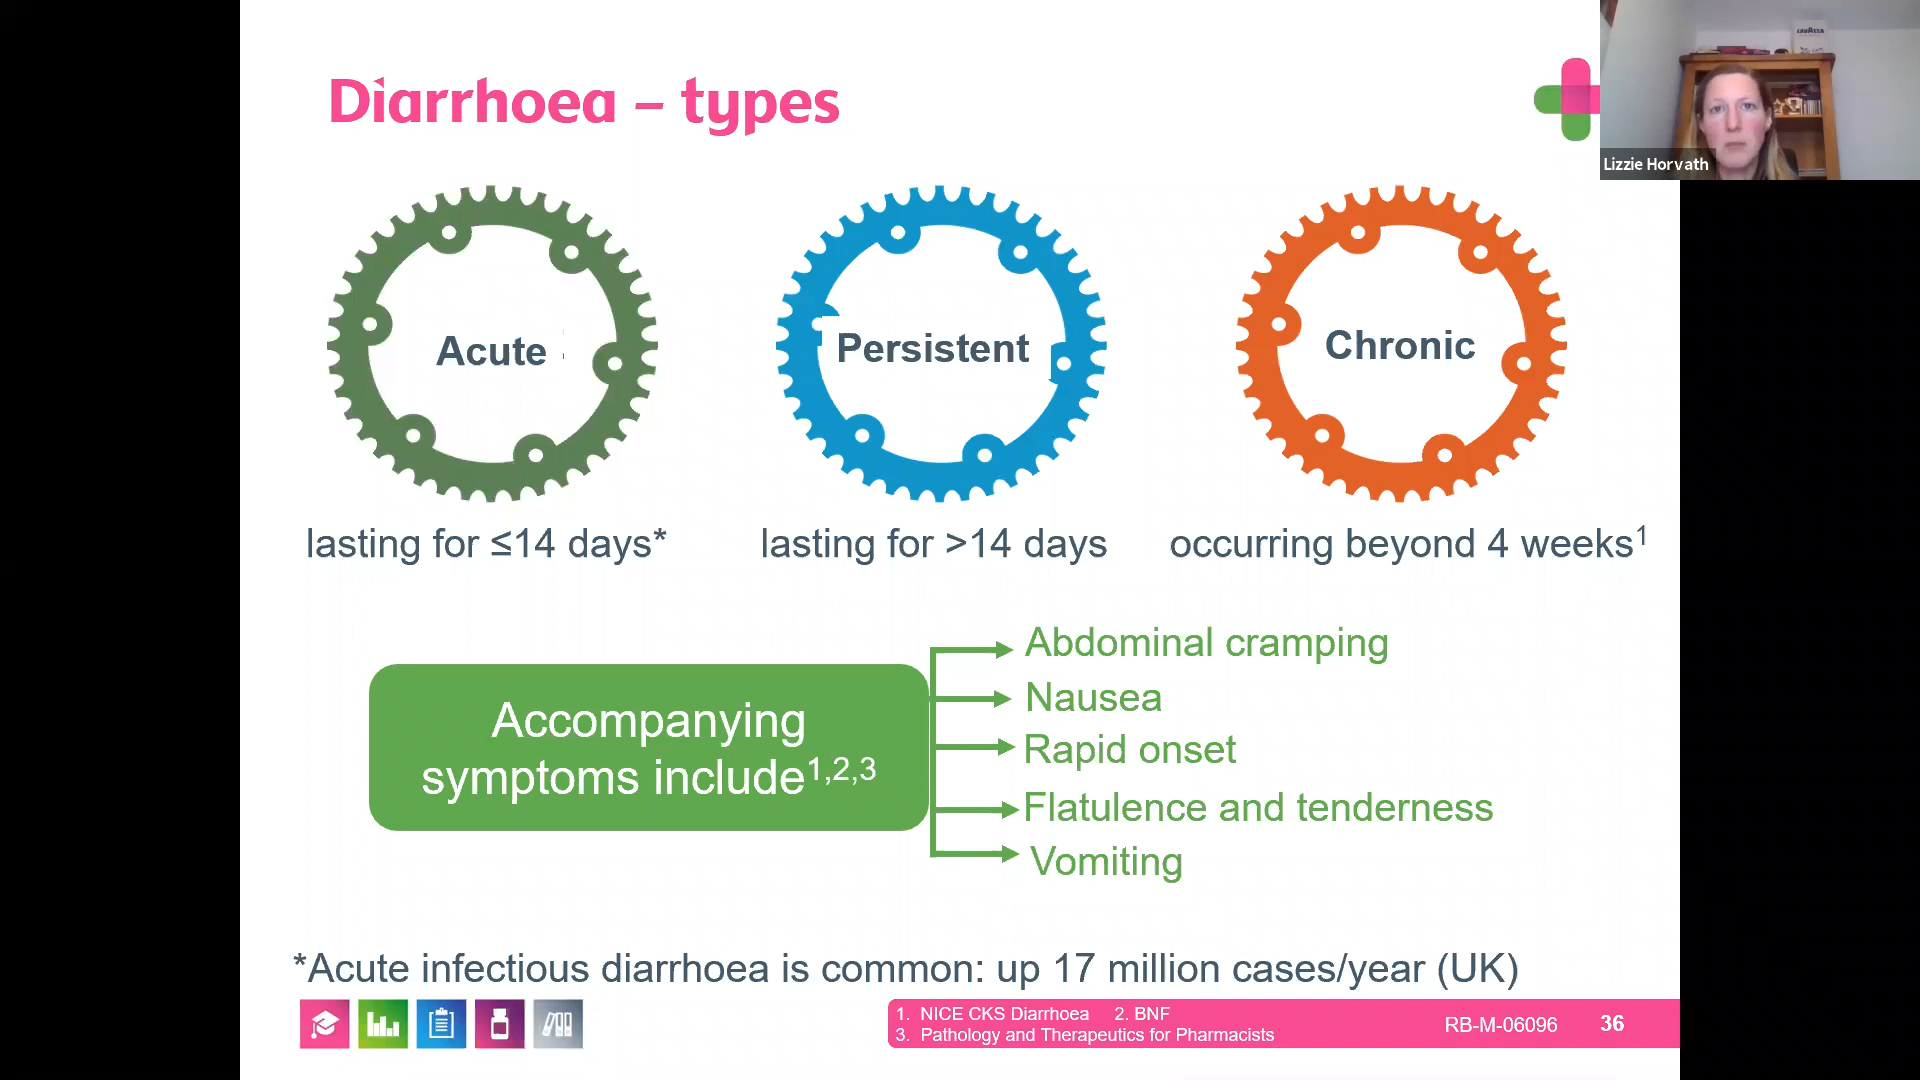 Diarrhoea – types
LAVAZZA
Lizzie Horvath
Acute
Persistent
Chronic
lasting for ≤14 days*
lasting for >14 days
occurring beyond 4 weeks¹
Accompanying
symptoms include¹,²,³
Abdominal cramping
Nausea
Rapid onset
Flatulence and tenderness
Vomiting
*Acute infectious diarrhoea is common: up 17 million cases/year (UK)
1. NICE CKS Diarrhoea 2. BNF
3. Pathology and Therapeutics for Pharmacists
RB-M-06096
36